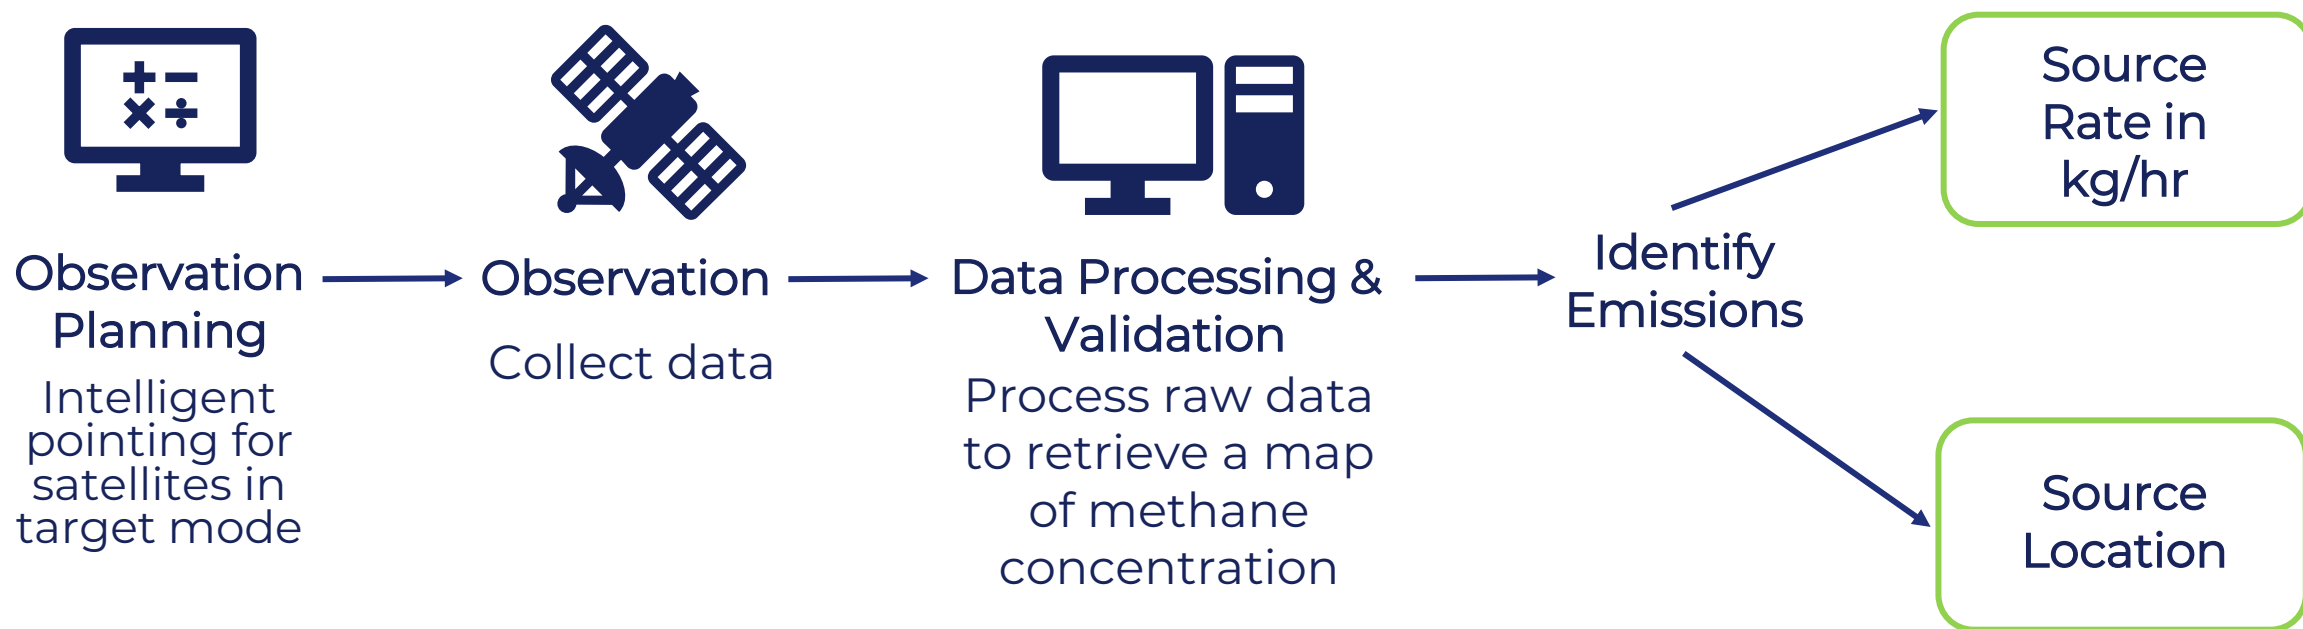 Observation
Planning
Intelligent
pointing for
satellites in
target mode
Observation
Collect data
Data Processing &
Validation
Process raw data
to retrieve a map
of methane
concentration
Identify
Emissions
Source
Rate in
kg/hr
Source
Location